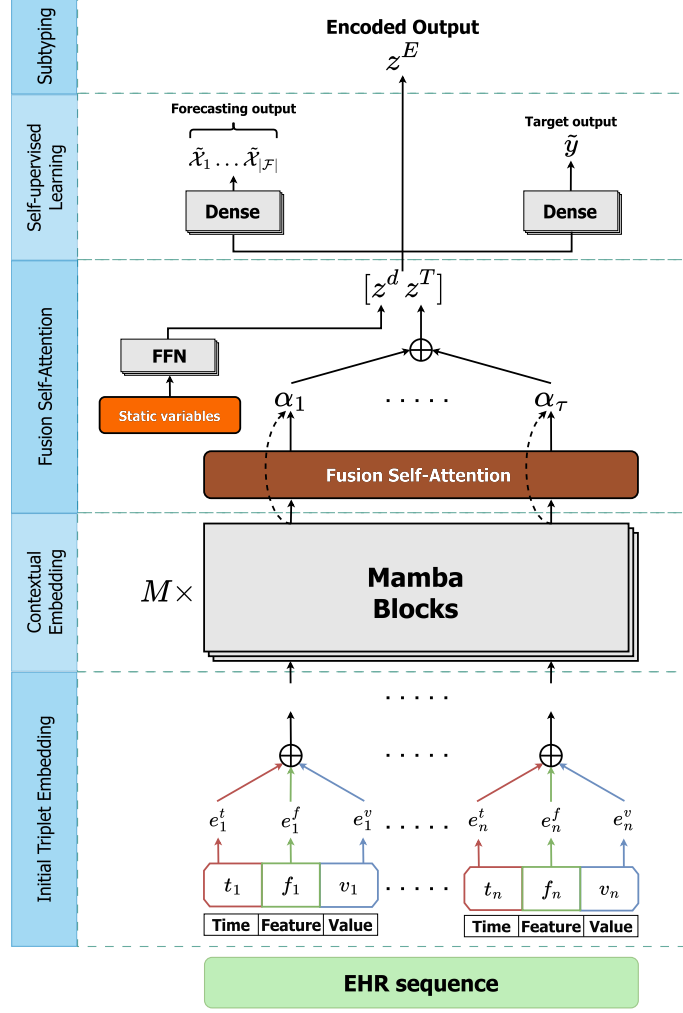 Subtyping
Encoded Output
z^E
Self-upervised
Learning
Forecasting output
Target output
X̃_1 … X̃_|F|
ỹ
Dense
Dense
Fusion Self-Attention
[z^d z^T]
FFN
Static variables
α_1 ..... α_τ
Fusion Self-Attention
Contextual
Embedding
M×
Mamba
Blocks
Initial Triplet Embedding
.....
.....
e_1^t e_1^f e_1^v ..... e_n^t e_n^f e_n^v
t_1 f_1 v_1 ..... t_n f_n v_n
Time Feature Value Time Feature Value
EHR sequence